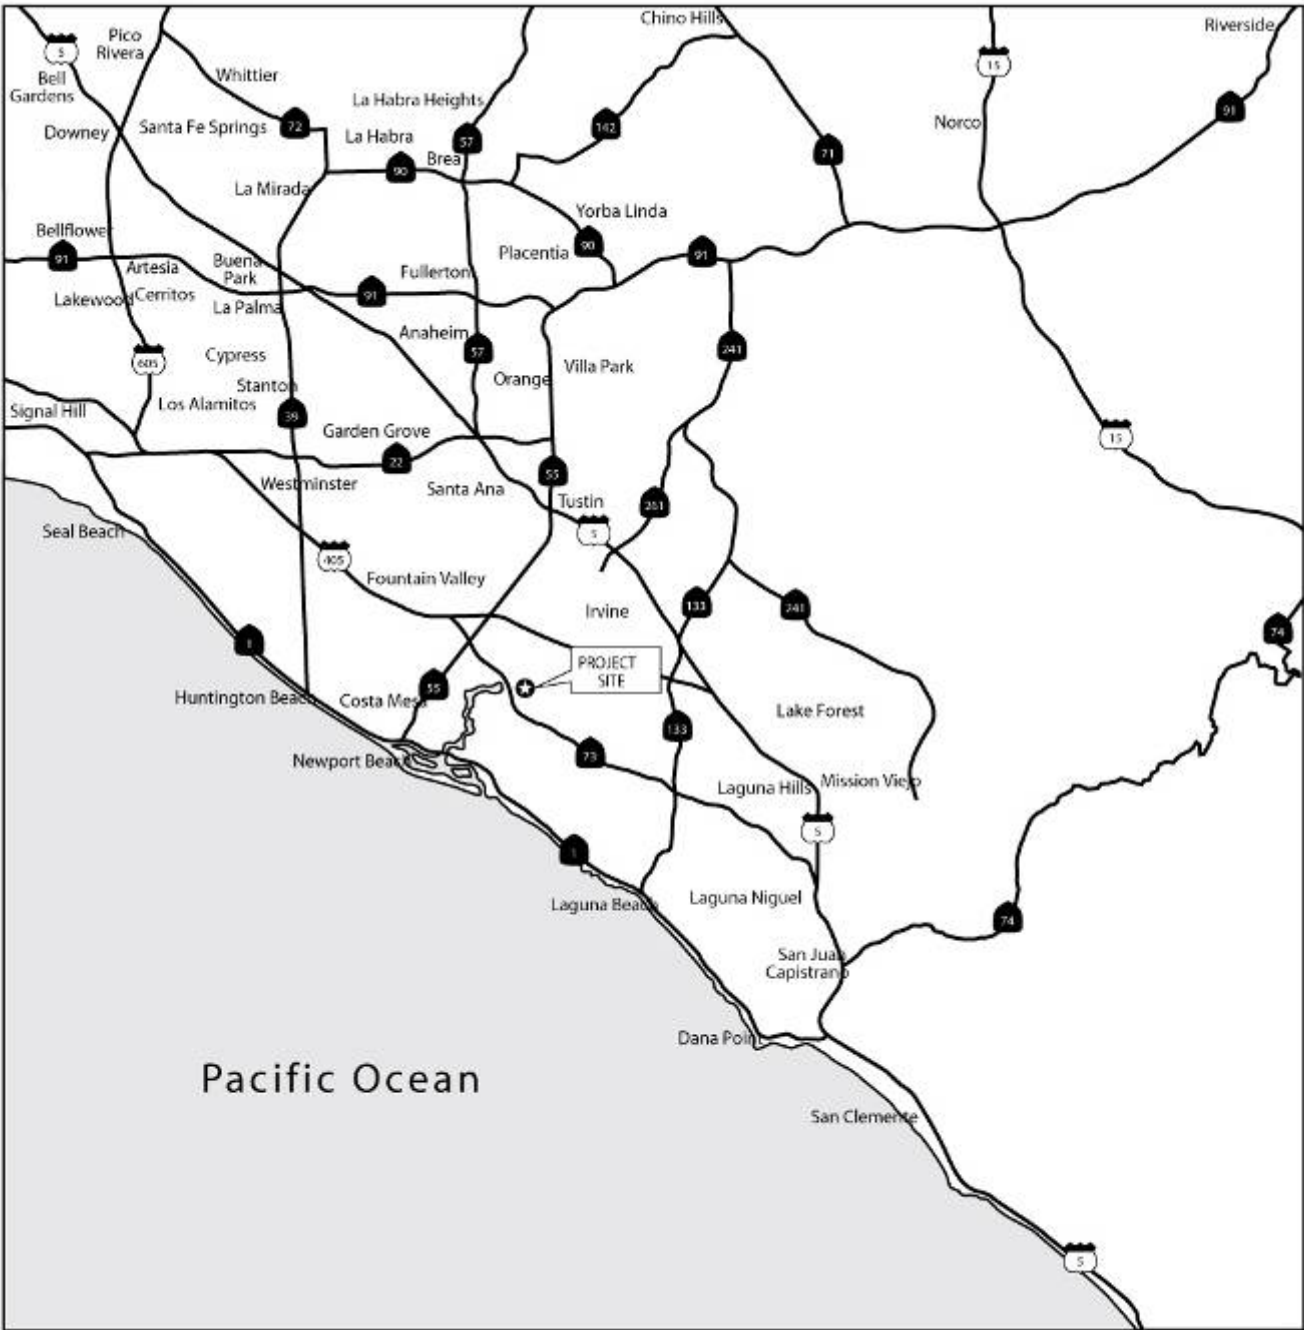 Chino Hills
Riverside
Pico
Rivera
5
15
Bell
Gardens
Whittier
La Habra Heights
91
Downey
Santa Fe Springs
72
La Habra
57
142
Norco
71
Brea
90
La Mirada
Yorba Linda
Bellflower
91
90
Placentia
91
Artesia
Buena
Park
Fullerton
Lakewood
Cerritos
La Palma
91
Anaheim
57
241
605
Cypress
Villa Park
Stanton
Orange
Signal Hill
Los Alamitos
39
Garden Grove
15
22
55
Westminster
Santa Ana
Tustin
261
Seal Beach
5
405
Fountain Valley
Irvine
133
241
74
1
PROJECT
SITE
Huntington Beach
Costa Mesa
55
Lake Forest
133
Newport Beach
73
Laguna Hills
Mission Viejo
5
1
Laguna Beach
Laguna Niguel
74
San Juan
Capistrano
Dana Point
Pacific Ocean
San Clemente
5